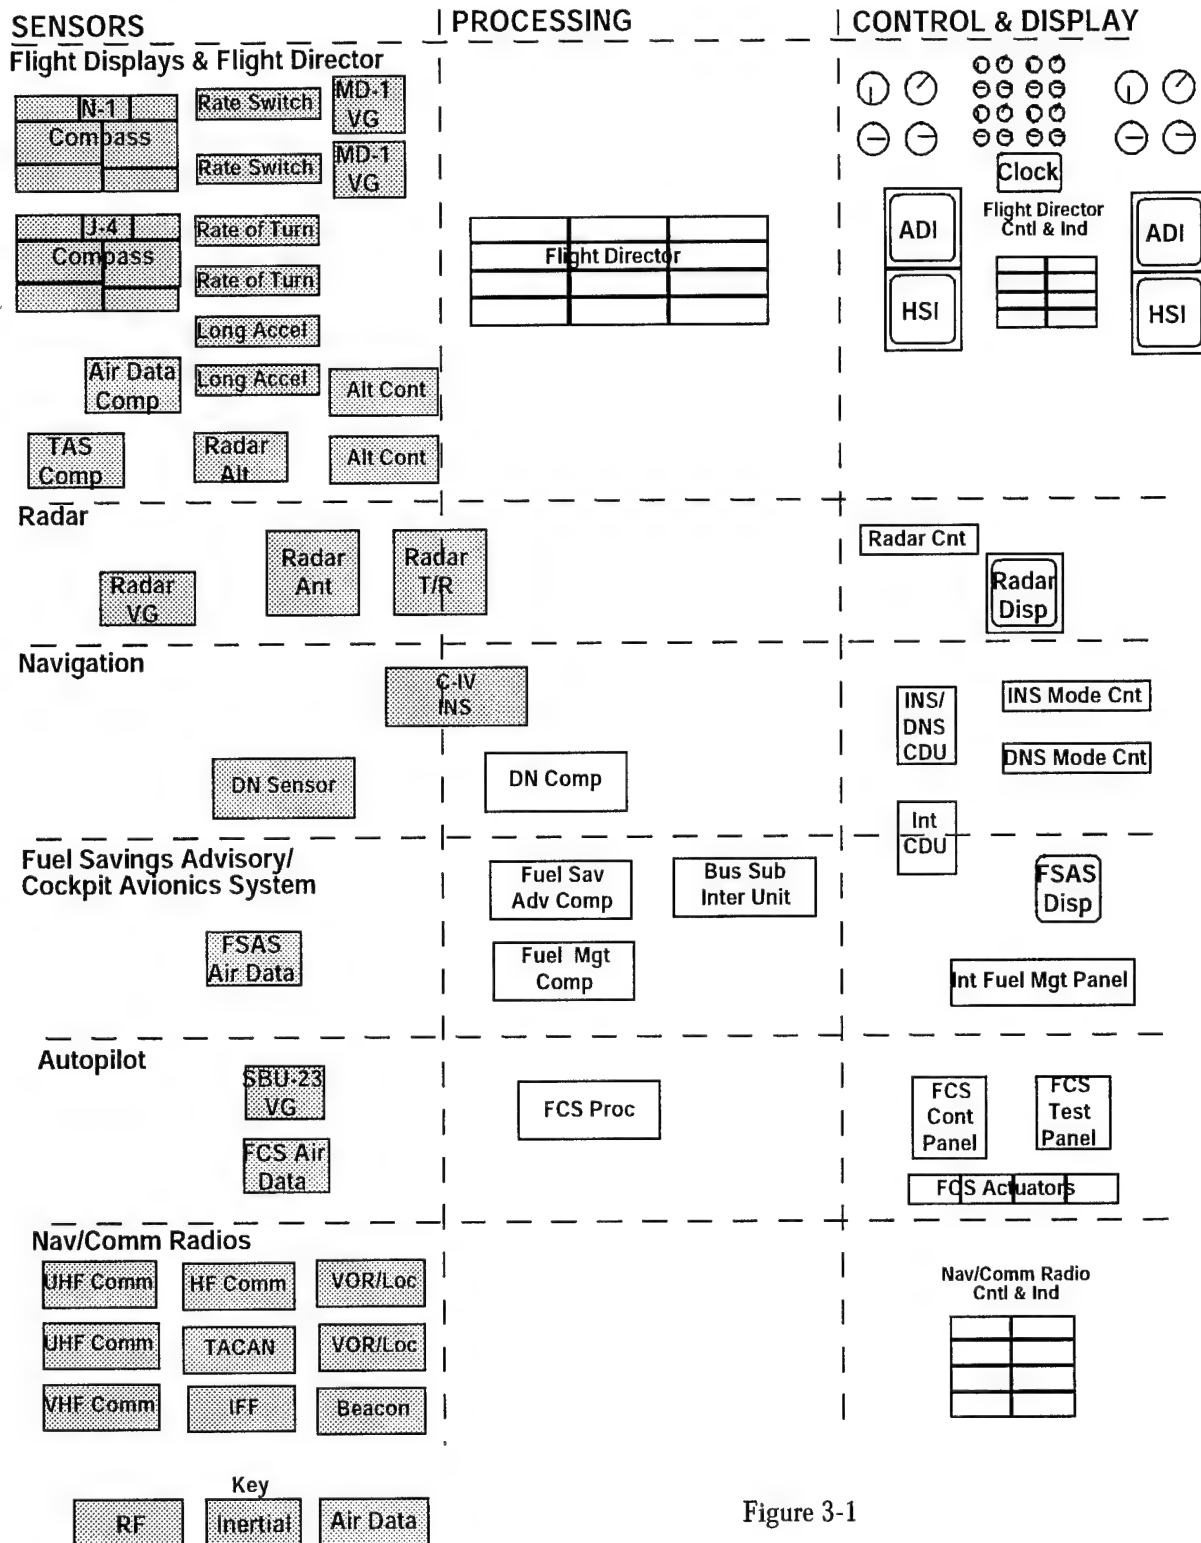 SENSORS
PROCESSING
CONTROL & DISPLAY
Flight Displays & Flight Director
N-1
Compass
Rate Switch
MD-1
VG
Rate Switch
MD-1
VG
J-4
Compass
Rate of Turn
Rate of Turn
Long Accel
Long Accel
Air Data
Comp
Alt Cont
TAS
Comp
Radar
Alt
Alt Cont
Flight Director
Clock
ADI
HSI
Flight Director
Cntl & Ind
ADI
HSI
Radar
Radar
VG
Radar
Ant
Radar
T/R
Radar Cnt
Radar
Disp
Navigation
C-IV
INS
DN Sensor
DN Comp
INS/
DNS
CDU
INS Mode Cnt
DNS Mode Cnt
Int
CDU
Fuel Savings Advisory/
Cockpit Avionics System
FSAS
Air Data
Fuel Sav
Adv Comp
Bus Sub
Inter Unit
Fuel Mgt
Comp
FSAS
Disp
Int Fuel Mgt Panel
Autopilot
SBU-23
VG
FCS Air
Data
FCS Proc
FCS
Cont
Panel
FCS
Test
Panel
FCS Actuators
Nav/Comm Radios
UHF Comm
HF Comm
VOR/Loc
UHF Comm
TACAN
VOR/Loc
VHF Comm
IFF
Beacon
Nav/Comm Radio
Cntl & Ind
Key
RF
Inertial
Air Data
Figure 3-1